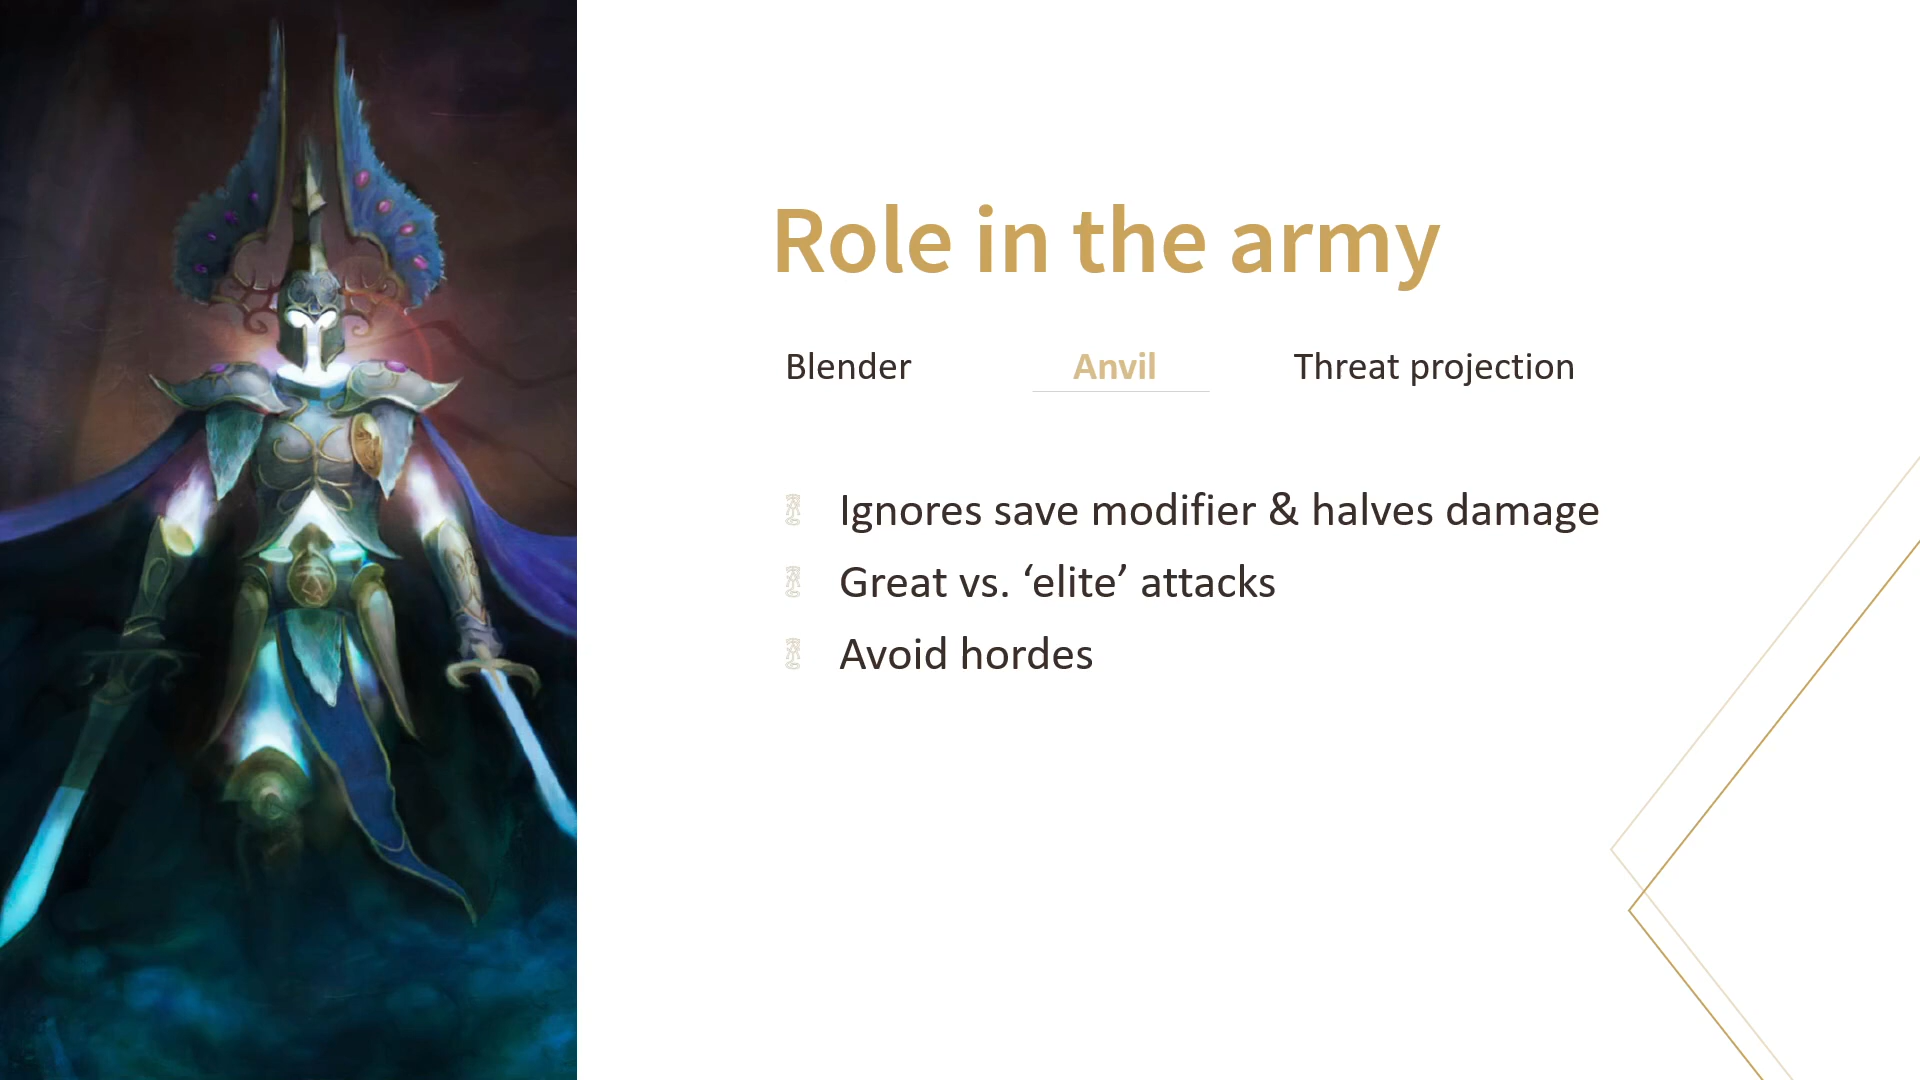 Role in the army
Blender Anvil Threat projection
Ignores save modifier & halves damage
Great vs. ‘elite’ attacks
Avoid hordes